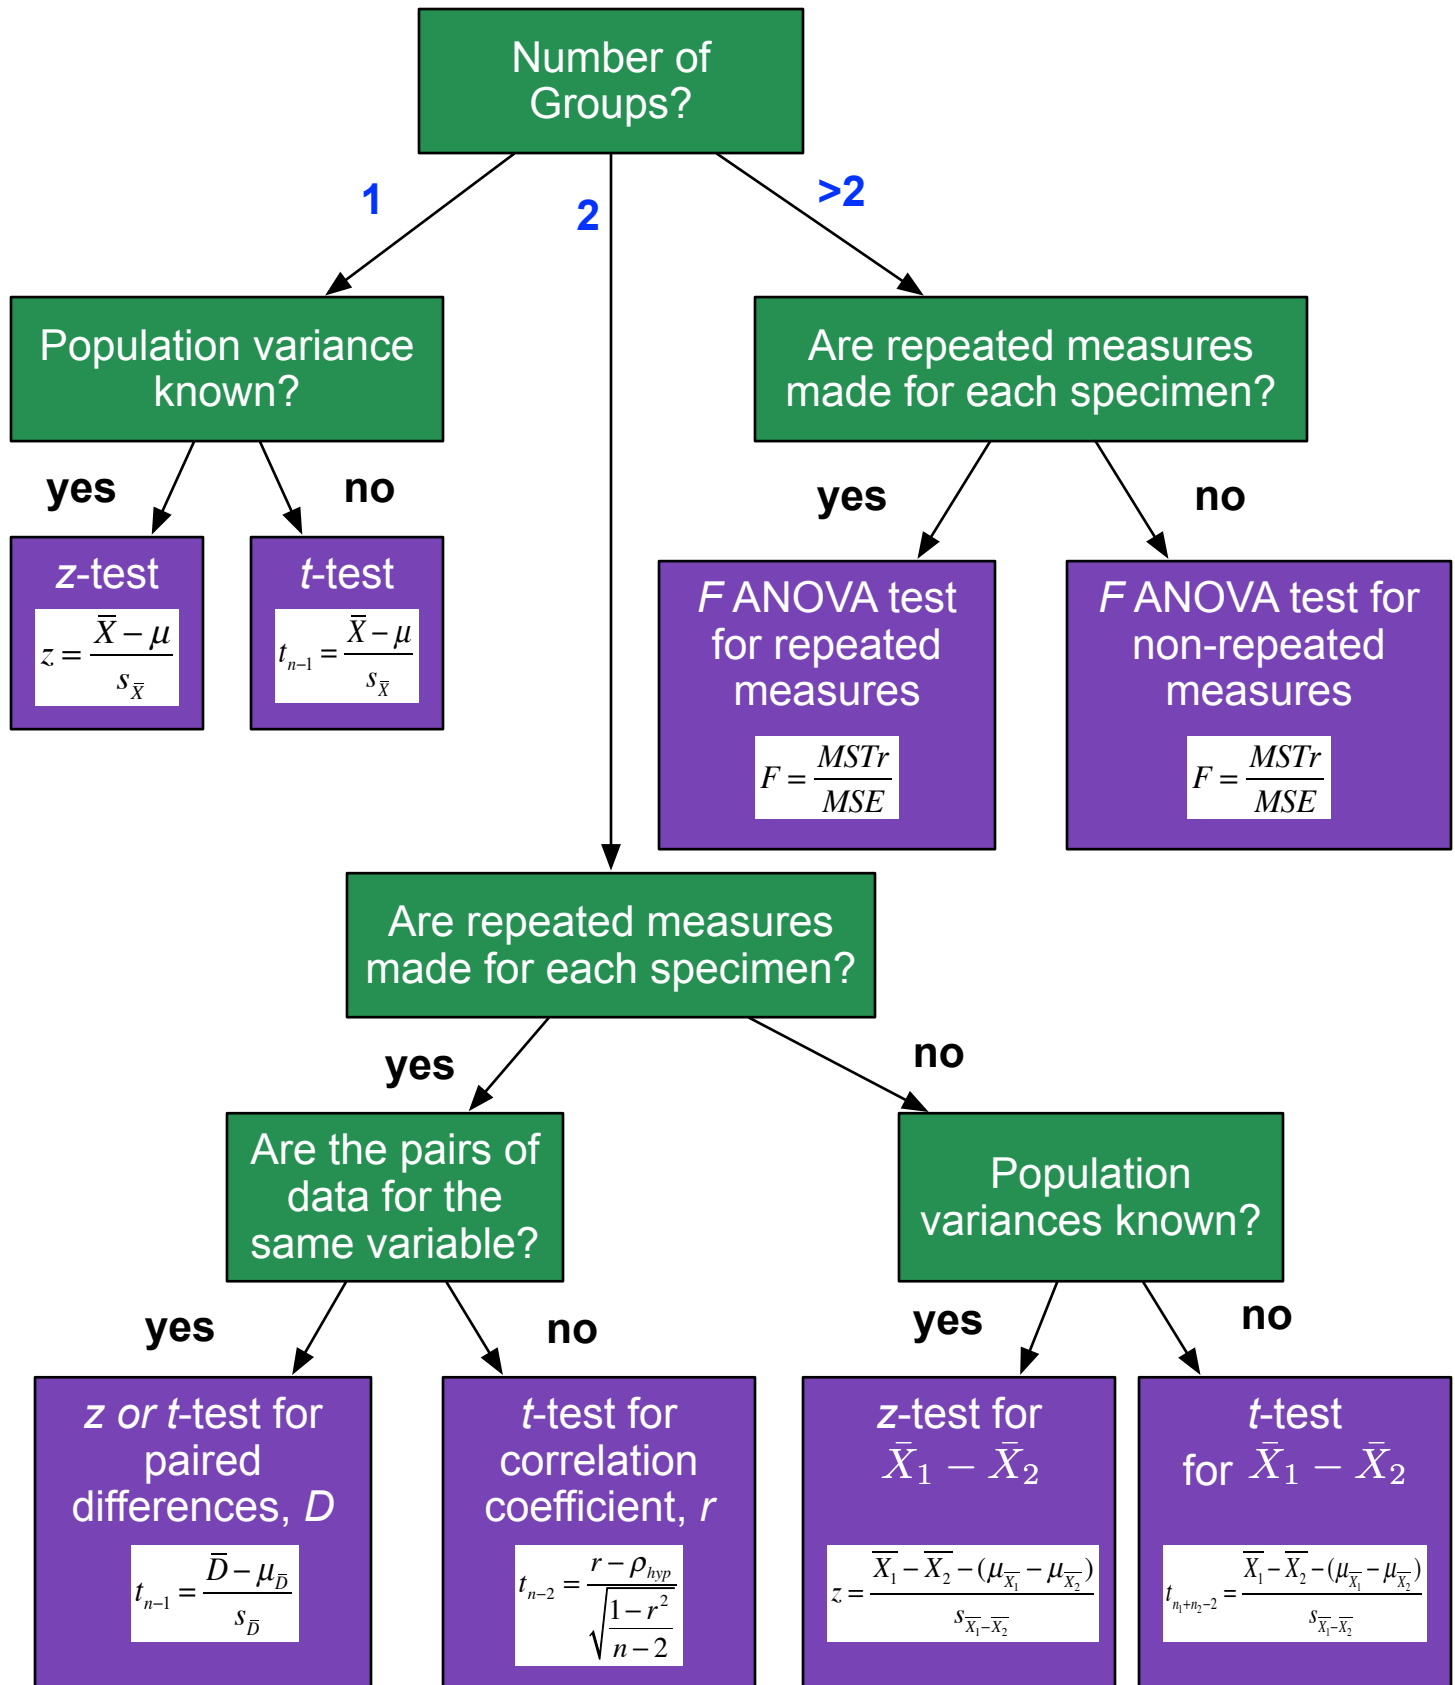 Number of
Groups?
1
2
>2
Population variance
known?
Are repeated measures
made for each specimen?
yes
no
yes
no
z-test
z = (X̅ − μ) / s_X̅
t-test
t_{n−1} = (X̅ − μ) / s_X̅
F ANOVA test
for repeated
measures
F = MSTr / MSE
F ANOVA test for
non-repeated
measures
F = MSTr / MSE
Are repeated measures
made for each specimen?
yes
no
Are the pairs of
data for the
same variable?
Population
variances known?
yes
no
yes
no
z or t-test for
paired
differences, D
t_{n−1} = (D̅ − μ_D̅) / s_D̅
t-test for
correlation
coefficient, r
t_{n−2} = (r − ρ_{hyp}) / √((1 − r²) / (n − 2))
z-test for
X̄₁ − X̄₂
z = (X̅₁ − X̅₂ − (μ_X̅₁ − μ_X̅₂)) / s_{X̅₁−X̅₂}
t-test
for X̄₁ − X̄₂
t_{n₁+n₂−2} = (X̅₁ − X̅₂ − (μ_X̅₁ − μ_X̅₂)) / s_{X̅₁−X̅₂}